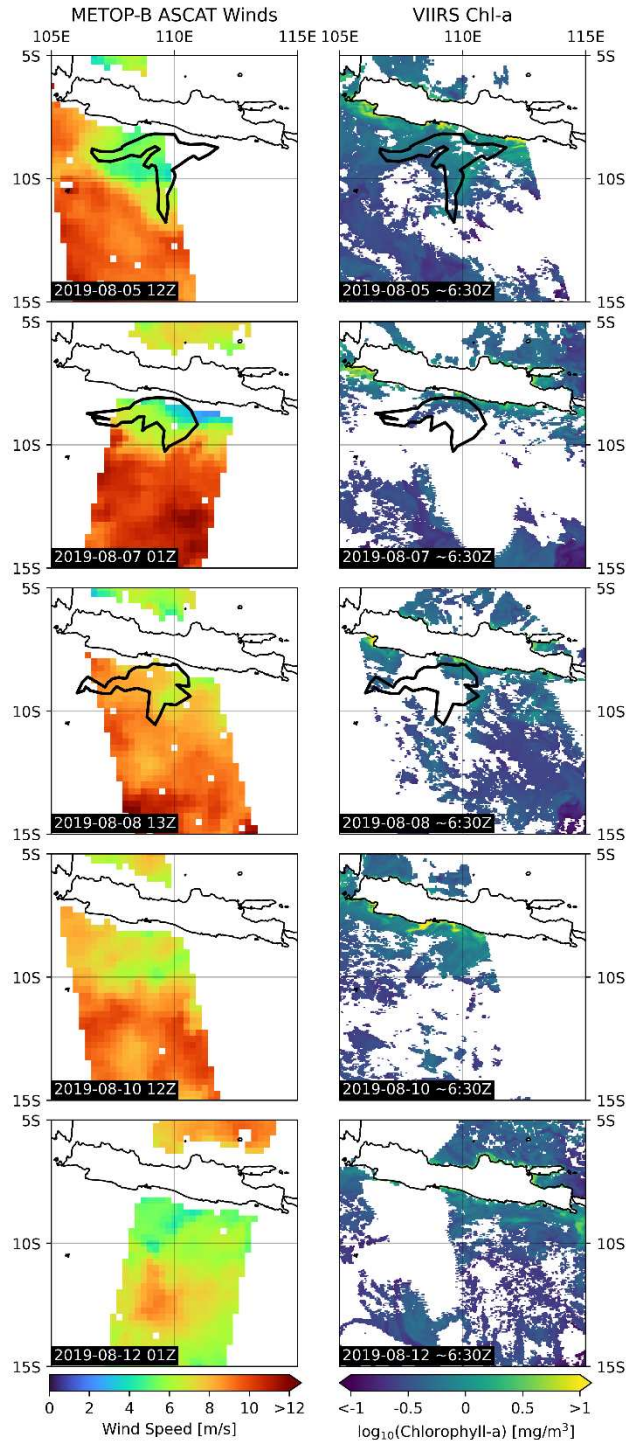 METOP-B ASCAT Winds VIIRS Chl-a
105E 110E 115E 105E 110E 115E
5S 5S
10S 10S
15S 15S
2019-08-05 12Z 2019-08-05 ~6:30Z
5S 5S
10S 10S
15S 15S
2019-08-07 01Z 2019-08-07 ~6:30Z
5S 5S
10S 10S
15S 15S
2019-08-08 13Z 2019-08-08 ~6:30Z
5S 5S
10S 10S
15S 15S
2019-08-10 12Z 2019-08-10 ~6:30Z
5S 5S
10S 10S
15S 15S
2019-08-12 01Z 2019-08-12 ~6:30Z
0 2 4 6 8 10 >12 <-1 -0.5 0 0.5 >1
Wind Speed [m/s] log₁₀(Chlorophyll-a) [mg/m³]